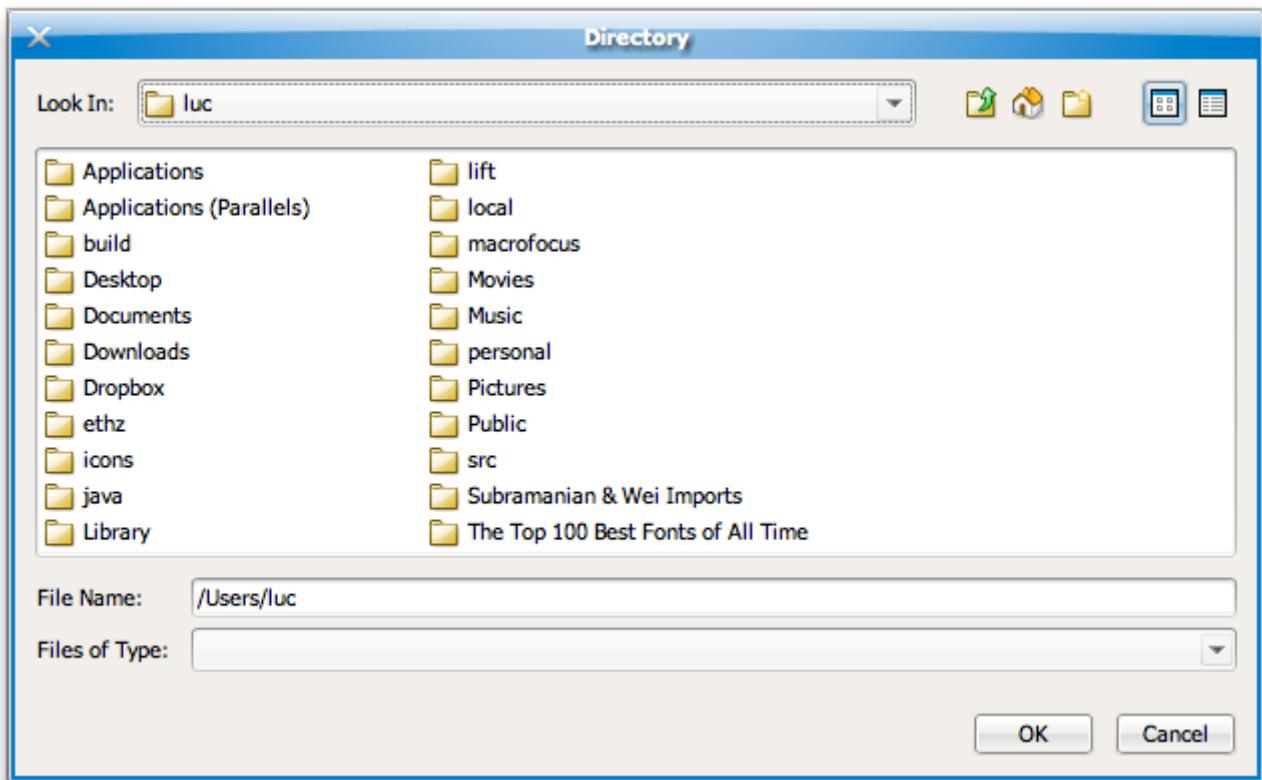 Directory
Look In: luc
Applications
Applications (Parallels)
build
Desktop
Documents
Downloads
Dropbox
ethz
icons
java
Library
lift
local
macrofocus
Movies
Music
personal
Pictures
Public
src
Subramanian & Wei Imports
The Top 100 Best Fonts of All Time
File Name: /Users/luc
Files of Type:
OK Cancel